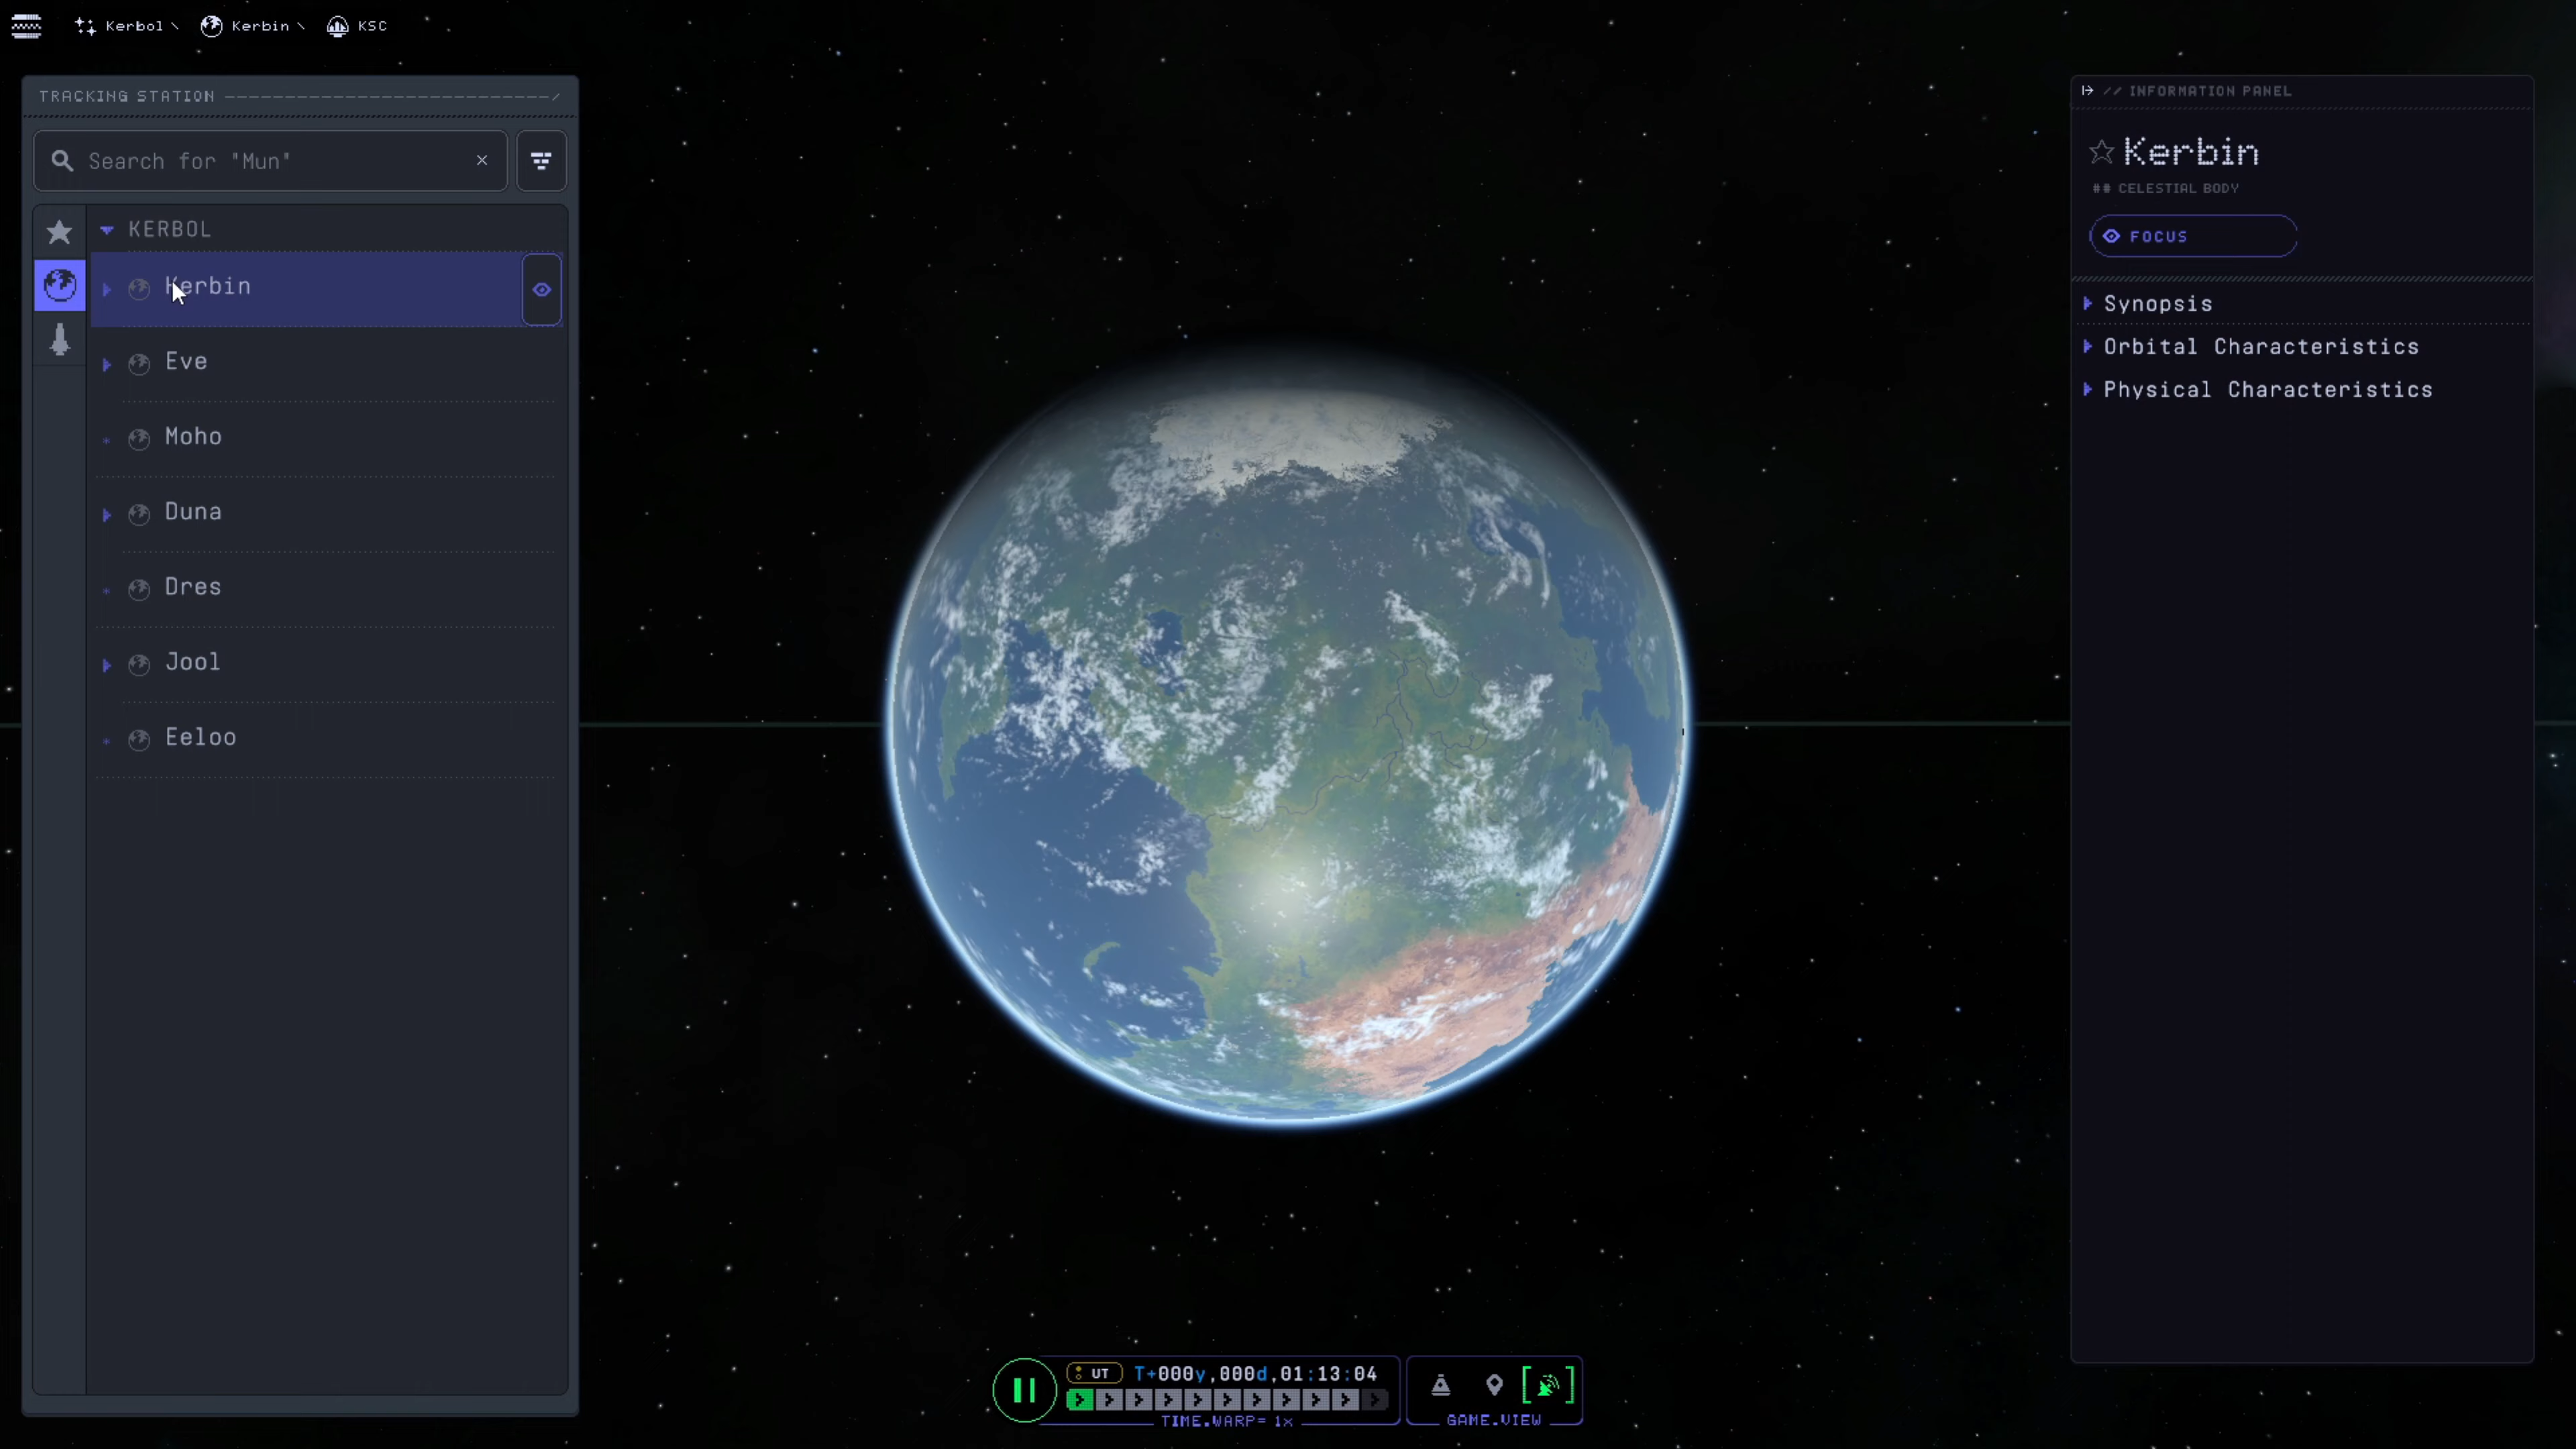 Kerbol \ Kerbin \ KSC
TRACKING STATION
Search for "Mun"
KERBOL
Kerbin
Eve
Moho
Duna
Dres
Jool
Eeloo
// INFORMATION PANEL
Kerbin
## CELESTIAL BODY
FOCUS
Synopsis
Orbital Characteristics
Physical Characteristics
UT T+000y,000d,01:13:04
TIME.WARP= 1x
GAME.VIEW